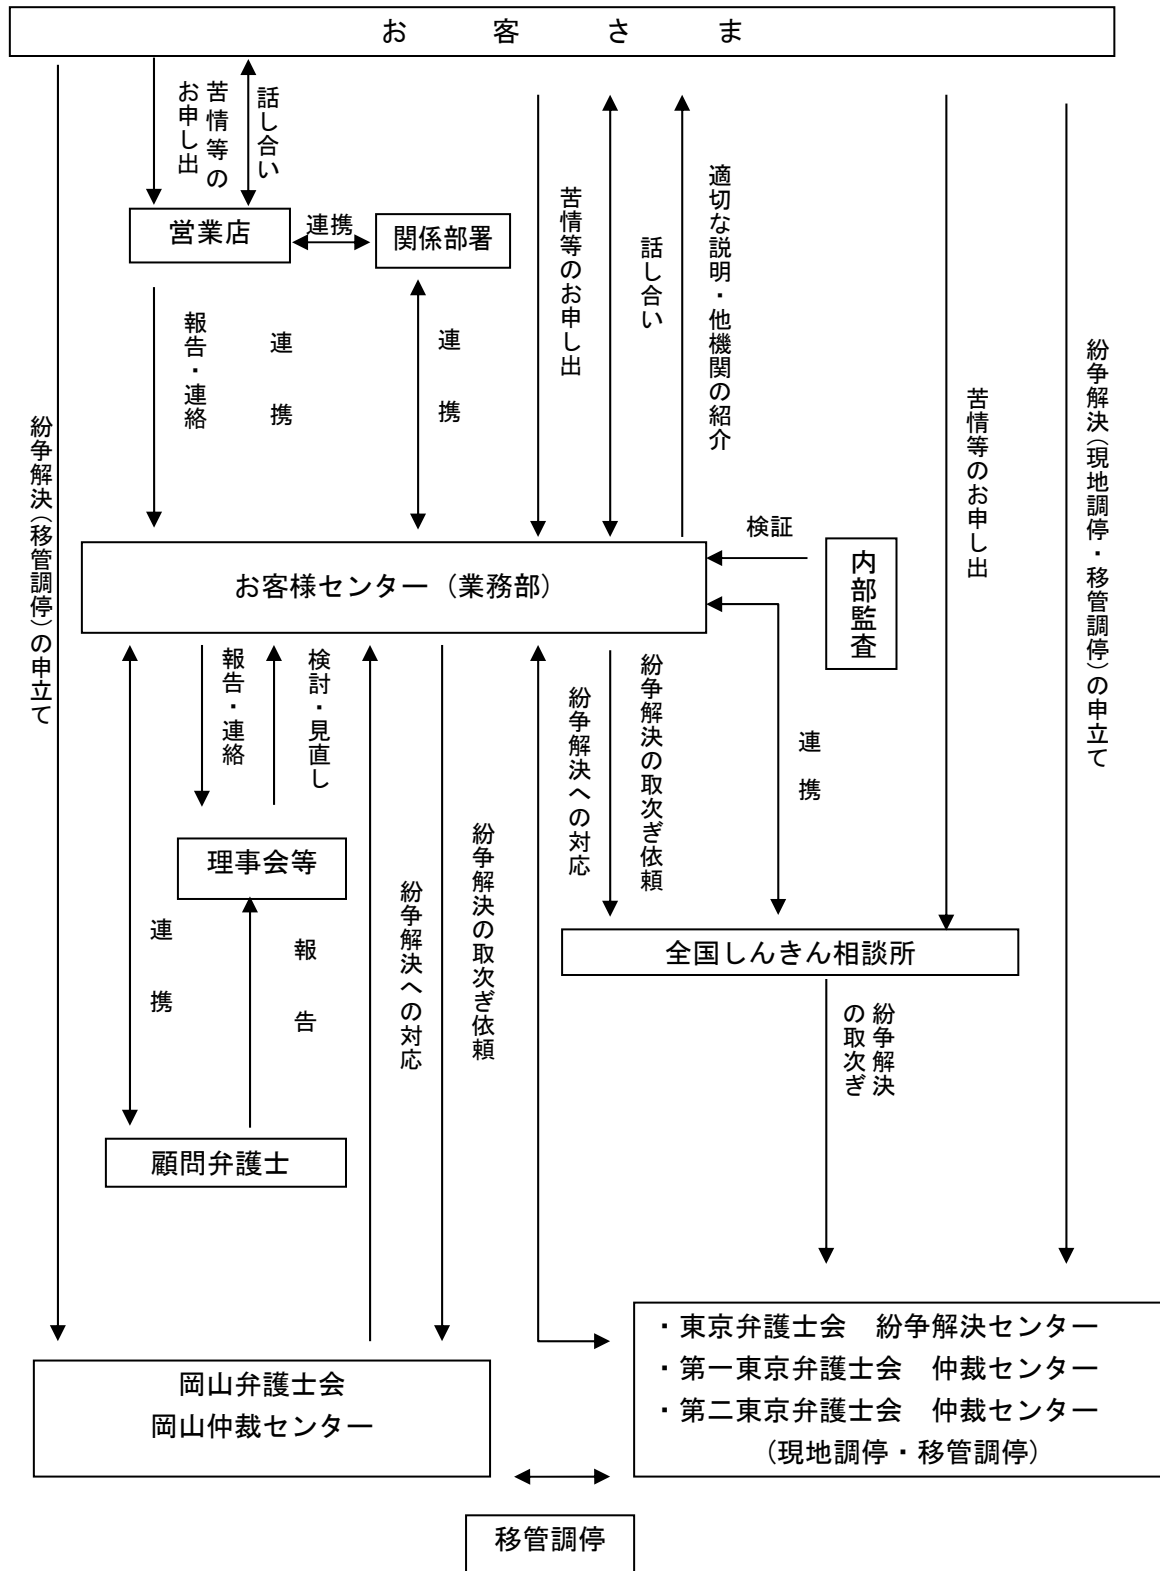 お客さま
苦情等の
お申し出
話し合い
営業店
連携
関係部署
報告・連絡
連携
連携
苦情等のお申し出
話し合い
適切な説明・他機関の紹介
苦情等のお申し出
紛争解決（現地調停・移管調停）の申立て
紛争解決（移管調停）の申立て
検証
内部監査
お客様センター（業務部）
報告・連絡
検討・見直し
紛争解決への対応
紛争解決の取次ぎ依頼
紛争解決への対応
紛争解決の取次ぎ依頼
連携
理事会等
連携
報告
全国しんきん相談所
紛争解決
の取次ぎ
顧問弁護士
岡山弁護士会
岡山仲裁センター
・東京弁護士会　紛争解決センター
・第一東京弁護士会　仲裁センター
・第二東京弁護士会　仲裁センター
（現地調停・移管調停）
移管調停